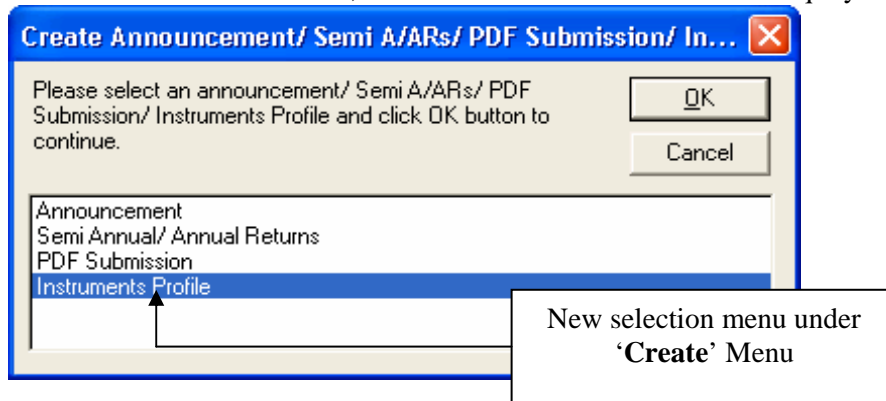 Create Announcement/ Semi A/ARs/ PDF Submission/ In...
Please select an announcement/ Semi A/ARs/ PDF
Submission/ Instruments Profile and click OK button to
continue.
OK
Cancel
Announcement
Semi Annual/ Annual Returns
PDF Submission
Instruments Profile
New selection menu under
‘Create’ Menu